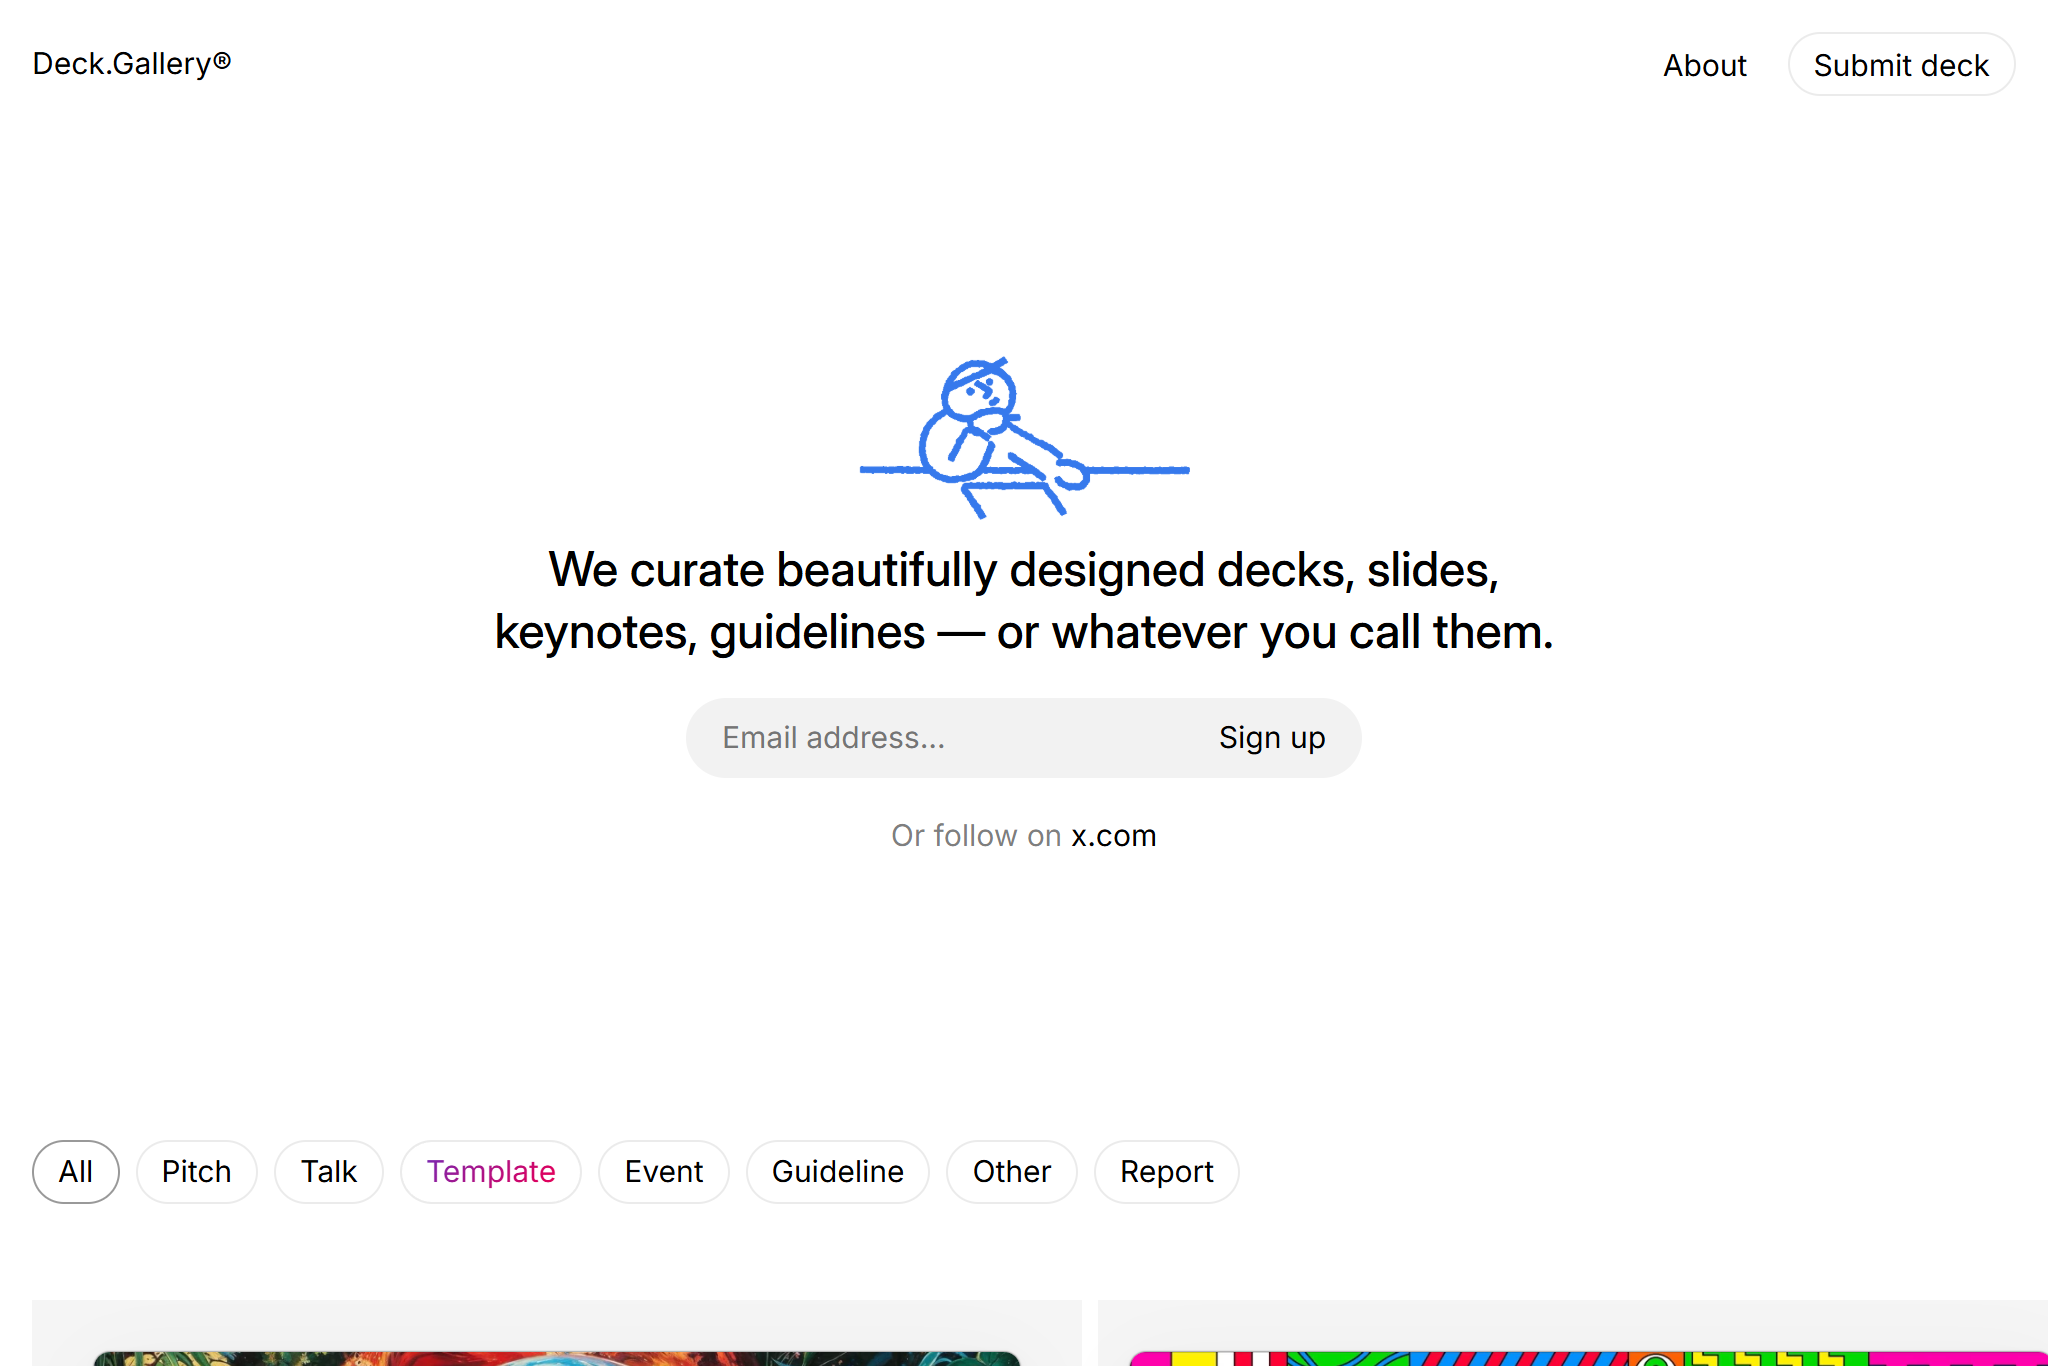 Deck.Gallery®
About
Submit deck
We curate beautifully designed decks, slides,
keynotes, guidelines — or whatever you call them.
Email address...
Sign up
Or follow on x.com
All
Pitch
Talk
Template
Event
Guideline
Other
Report